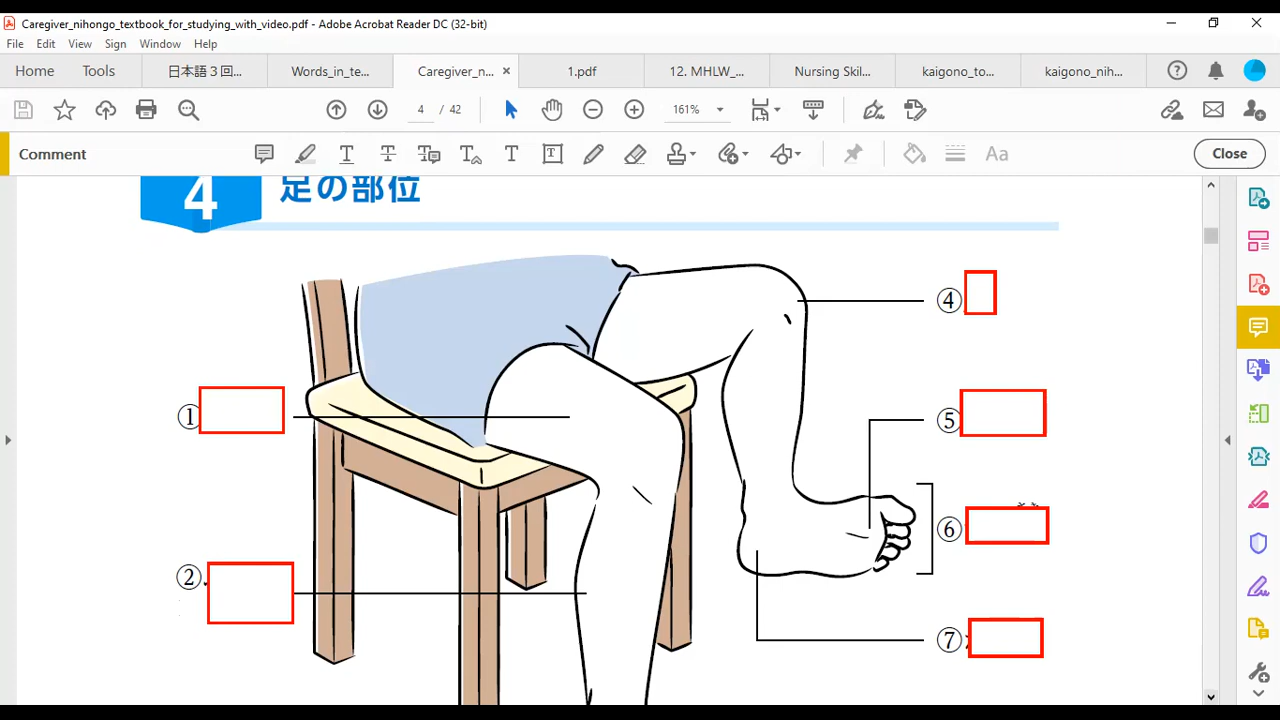 Caregiver_nihongo_textbook_for_studying_with_video.pdf - Adobe Acrobat Reader DC (32-bit)
File Edit View Sign Window Help
Home Tools 日本語3回... Words_in_te... Caregiver_n... × 1.pdf 12. MHLW_... Nursing Skil... kaigono_to... kaigono_nih...
4 / 42 161%
Comment Close
4 足の部位
④
①
⑤
⑥
②
⑦